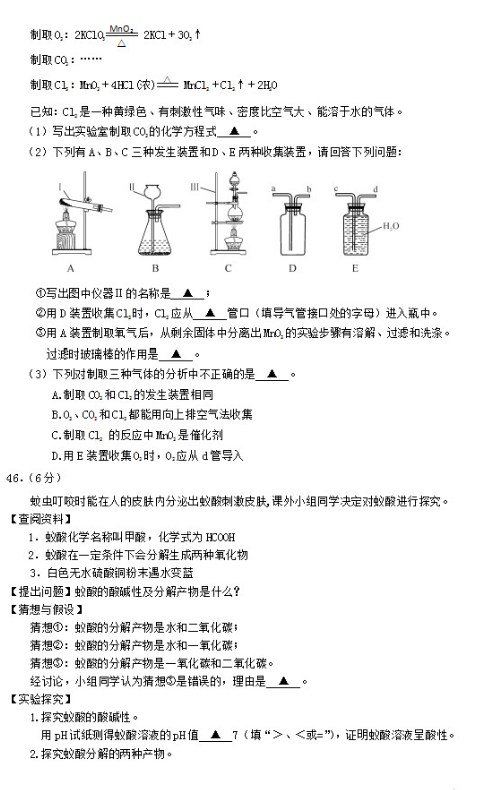 制取O₂：2KClO₃ MnO₂ △ 2KCl＋3O₂↑
制取CO₂：……
制取Cl₂：MnO₂＋4HCl(浓) △ MnCl₂＋Cl₂↑＋2H₂O
已知：Cl₂是一种黄绿色、有刺激性气味、密度比空气大、能溶于水的气体。
（1）写出实验室制取CO₂的化学方程式 ▲ 。
（2）下列有A、B、C三种发生装置和D、E两种收集装置，请回答下列问题：
Ⅰ Ⅱ Ⅲ a b c d
H₂O
A B C D E
①写出图中仪器Ⅱ的名称是 ▲ ；
②用D装置收集Cl₂时，Cl₂应从 ▲ 管口（填导气管接口处的字母）进入瓶中。
③用A装置制取氧气后，从剩余固体中分离出MnO₂的实验步骤有溶解、过滤和洗涤。
过滤时玻璃棒的作用是 ▲ 。
（3）下列对制取三种气体的分析中不正确的是 ▲ 。
A.制取CO₂和Cl₂的发生装置相同
B.O₂、CO₂和Cl₂都能用向上排空气法收集
C.制取Cl₂ 的反应中MnO₂是催化剂
D.用E装置收集O₂时，O₂应从d管导入
46.（6分）
蚊虫叮咬时能在人的皮肤内分泌出蚁酸刺激皮肤,课外小组同学决定对蚁酸进行探究。
【查阅资料】
1．蚁酸化学名称叫甲酸，化学式为HCOOH
2．蚁酸在一定条件下会分解生成两种氧化物
3．白色无水硫酸铜粉末遇水变蓝
【提出问题】蚁酸的酸碱性及分解产物是什么?
【猜想与假设】
猜想①：蚁酸的分解产物是水和二氧化碳；
猜想②：蚁酸的分解产物是水和一氧化碳；
猜想③：蚁酸的分解产物是一氧化碳和二氧化碳。
经讨论，小组同学认为猜想③是错误的，理由是 ▲ 。
【实验探究】
1.探究蚁酸的酸碱性。
用pH试纸测得蚁酸溶液的pH值 ▲ 7（填“＞、＜或=”），证明蚁酸溶液呈酸性。
2.探究蚁酸分解的两种产物。